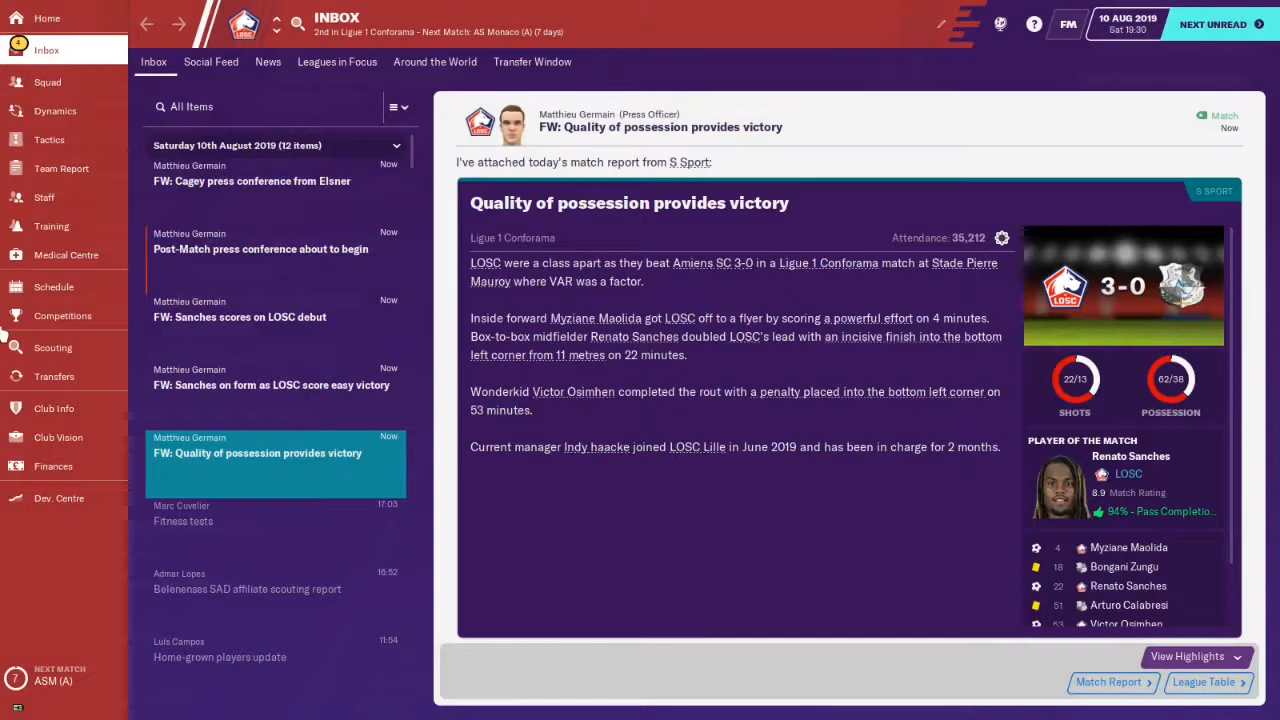 Home
4
Inbox
Squad
Dynamics
Tactics
Team Report
Staff
Training
Medical Centre
Schedule
Competitions
Scouting
Transfers
Club Info
Club Vision
Finances
Dev. Centre
7
NEXT MATCH
ASM (A)
LOSC
INBOX
2nd in Ligue 1 Conforama - Next Match: AS Monaco (A) (7 days)
?
FM
10 AUG 2019
Sat 19:30
NEXT UNREAD
Inbox Social Feed News Leagues in Focus Around the World Transfer Window
All Items
Saturday 10th August 2019 (12 items)
Matthieu Germain Now
FW: Cagey press conference from Elsner
Matthieu Germain Now
Post-Match press conference about to begin
Matthieu Germain Now
FW: Sanches scores on LOSC debut
Matthieu Germain Now
FW: Sanches on form as LOSC score easy victory
Matthieu Germain Now
FW: Quality of possession provides victory
Marc Cuvelier 17:03
Fitness tests
Admar Lopes 16:52
Belenenses SAD affiliate scouting report
Luís Campos 11:54
Home-grown players update
LOSC
Matthieu Germain (Press Officer)
FW: Quality of possession provides victory
Match
Now
I've attached today's match report from S Sport:
S SPORT
Quality of possession provides victory
Ligue 1 Conforama Attendance: 35,212
LOSC were a class apart as they beat Amiens SC 3-0 in a Ligue 1 Conforama match at Stade Pierre
Mauroy where VAR was a factor.
Inside forward Myziane Maolida got LOSC off to a flyer by scoring a powerful effort on 4 minutes.
Box-to-box midfielder Renato Sanches doubled LOSC's lead with an incisive finish into the bottom
left corner from 11 metres on 22 minutes.
Wonderkid Victor Osimhen completed the rout with a penalty placed into the bottom left corner on
53 minutes.
Current manager Indy haacke joined LOSC Lille in June 2019 and has been in charge for 2 months.
LOSC
3-0
22/13
62/38
SHOTS
POSSESSION
PLAYER OF THE MATCH
Renato Sanches
LOSC
8.9 Match Rating
94% - Pass Completio...
4 Myziane Maolida
18 Bongani Zungu
22 Renato Sanches
51 Arturo Calabresi
53 Victor Osimhen
View Highlights
Match Report
League Table